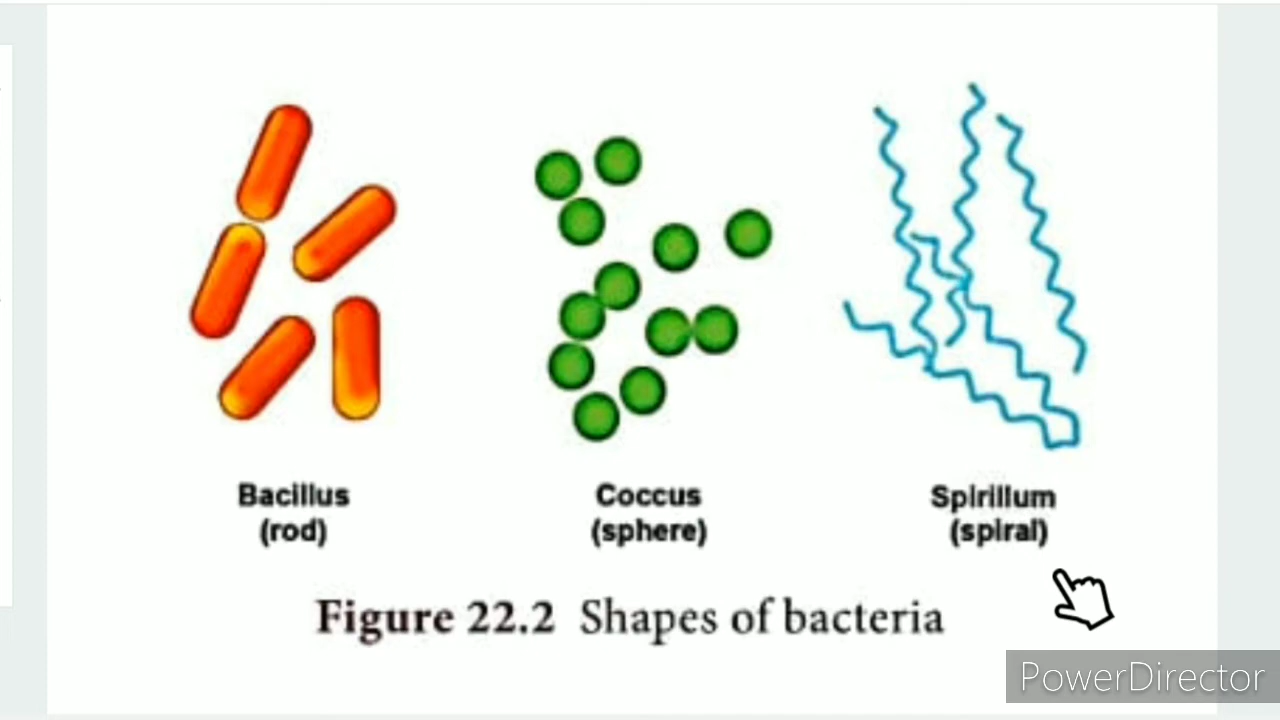 Bacillus
(rod)
Coccus
(sphere)
Spirillum
(spiral)
Figure 22.2 Shapes of bacteria
PowerDirector